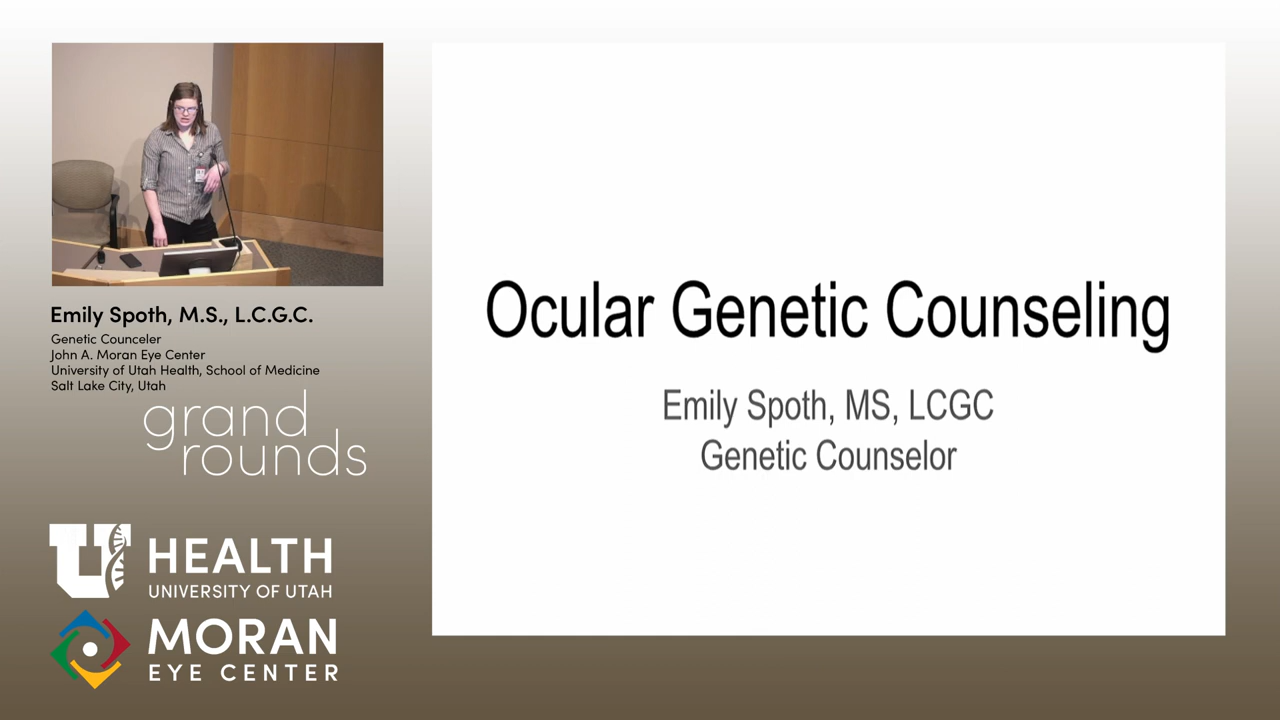 Emily Spoth, M.S., L.C.G.C.
Genetic Counceler
John A. Moran Eye Center
University of Utah Health, School of Medicine
Salt Lake City, Utah
grand
rounds
U HEALTH
UNIVERSITY OF UTAH
MORAN
EYE CENTER
Ocular Genetic Counseling
Emily Spoth, MS, LCGC
Genetic Counselor